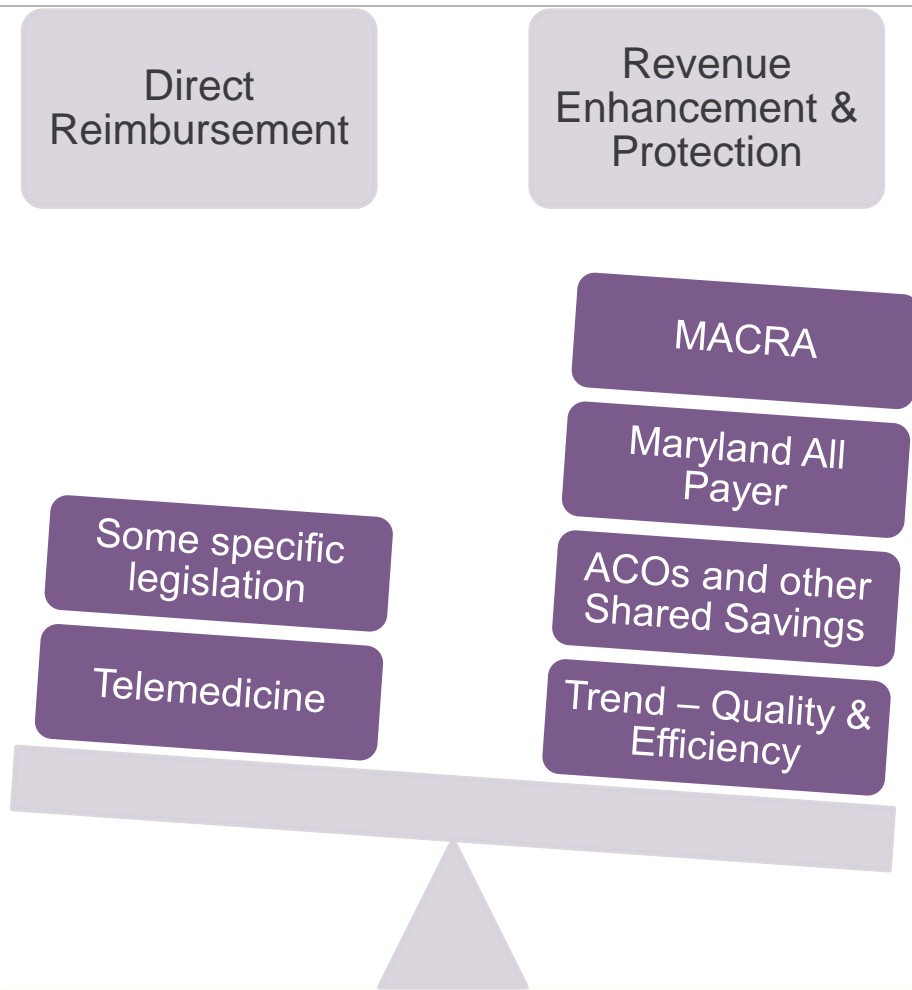 Direct
Reimbursement
Revenue
Enhancement &
Protection
Some specific
legislation
Telemedicine
MACRA
Maryland All
Payer
ACOs and other
Shared Savings
Trend – Quality &
Efficiency